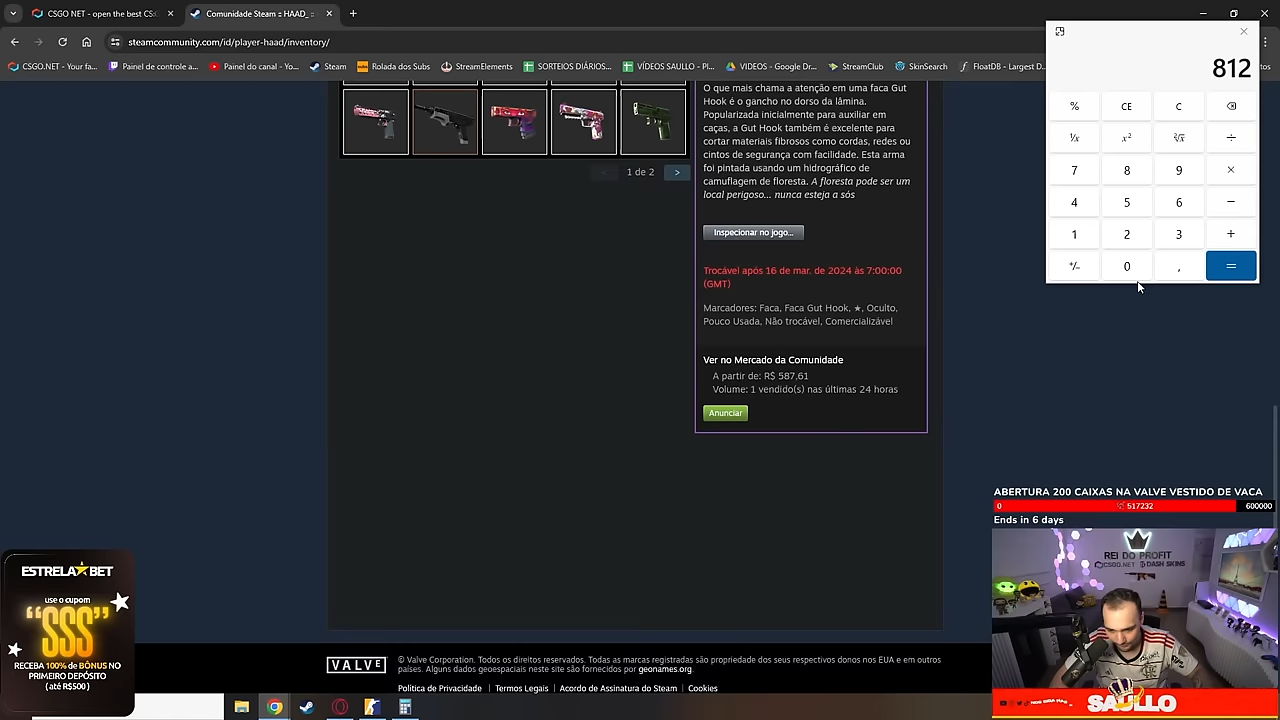 CSGO NET - open the best CS:
Comunidade Steam :: HAAD_ ::
steamcommunity.com/id/player-haad/inventory/
CSGO.NET - Your fa...
Painel de controle a...
Painel do canal - Yo...
Steam
Rolada dos Subs
StreamElements
SORTEIOS DIÁRIOS...
VÍDEOS SAULLO - Pl...
VIDEOS - Google Dr...
StreamClub
SkinSearch
FloatDB - Largest D...
812
%
CE
C
¹/x
x²
²√x
÷
7
8
9
×
4
5
6
−
1
2
3
+
+/−
0
,
=
O que mais chama a atenção em uma faca Gut
Hook é o gancho no dorso da lâmina.
Popularizada inicialmente para auxiliar em
caças, a Gut Hook também é excelente para
cortar materiais fibrosos como cordas, redes ou
cintos de segurança com facilidade. Esta arma
foi pintada usando um hidrográfico de
camuflagem de floresta. A floresta pode ser um
local perigoso... nunca esteja a sós
< 1 de 2 >
Inspecionar no jogo...
Trocável após 16 de mar. de 2024 às 7:00:00
(GMT)
Marcadores: Faca, Faca Gut Hook, ★, Oculto,
Pouco Usada, Não trocável, Comercializável
Ver no Mercado da Comunidade
A partir de: R$ 587,61
Volume: 1 vendido(s) nas últimas 24 horas
Anunciar
ABERTURA 200 CAIXAS NA VALVE VESTIDO DE VACA
0 517232 600000
Ends in 6 days
REI DO PROFIT
CSGO.NET DASH SKINS
SAULLO
ESTRELA★BET
use o cupom
"SSS"
RECEBA 100% de BÔNUS NO
PRIMEIRO DEPÓSITO
(até R$500)
VALVE
© Valve Corporation. Todos os direitos reservados. Todas as marcas registradas são propriedade dos seus respectivos donos nos EUA e em outros
países. Alguns dados geoespaciais neste site são fornecidos por geonames.org.
Política de Privacidade | Termos Legais | Acordo de Assinatura do Steam | Cookies